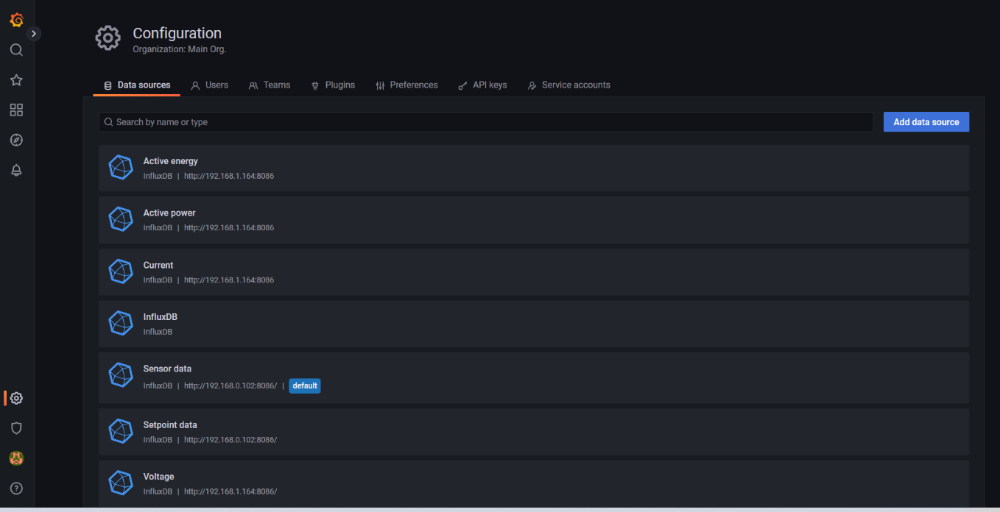 Configuration
Organization: Main Org.
Data sources Users Teams Plugins Preferences API keys Service accounts
Search by name or type Add data source
Active energy
InfluxDB | http://192.168.1.164:8086
Active power
InfluxDB | http://192.168.1.164:8086
Current
InfluxDB | http://192.168.1.164:8086
InfluxDB
InfluxDB
Sensor data
InfluxDB | http://192.168.0.102:8086/ | default
Setpoint data
InfluxDB | http://192.168.0.102:8086/
Voltage
InfluxDB | http://192.168.1.164:8086/